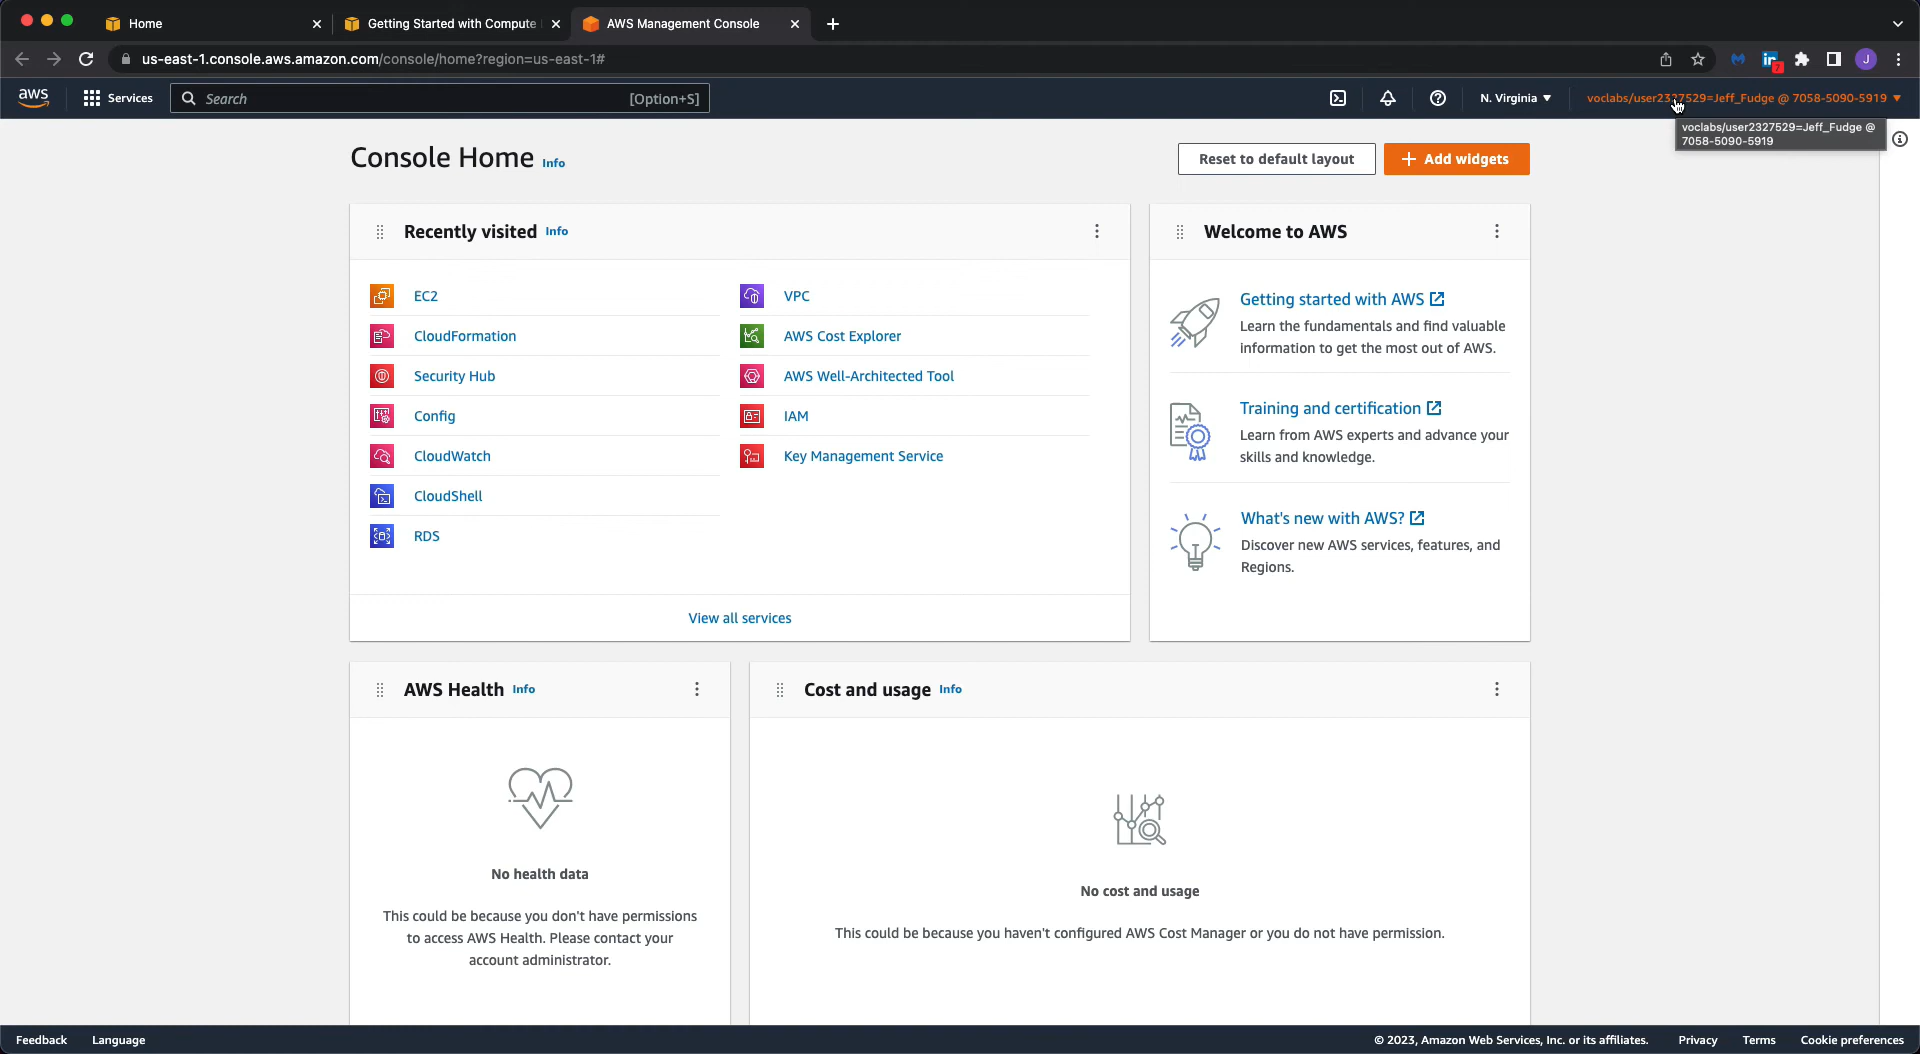 Home
Getting Started with Compute
AWS Management Console
us-east-1.console.aws.amazon.com/console/home?region=us-east-1#
7
J
aws
Services
Search
[Option+S]
N. Virginia
voclabs/user2327529=Jeff_Fudge @ 7058-5090-5919
voclabs/user2327529=Jeff_Fudge @
7058-5090-5919
Console Home Info
Reset to default layout
Add widgets
Recently visited Info
EC2
CloudFormation
Security Hub
Config
CloudWatch
CloudShell
RDS
VPC
AWS Cost Explorer
AWS Well-Architected Tool
IAM
Key Management Service
View all services
Welcome to AWS
Getting started with AWS
Learn the fundamentals and find valuable
information to get the most out of AWS.
Training and certification
Learn from AWS experts and advance your
skills and knowledge.
What's new with AWS?
Discover new AWS services, features, and
Regions.
AWS Health Info
No health data
This could be because you don't have permissions
to access AWS Health. Please contact your
account administrator.
Cost and usage Info
No cost and usage
This could be because you haven't configured AWS Cost Manager or you do not have permission.
Feedback
Language
© 2023, Amazon Web Services, Inc. or its affiliates.
Privacy
Terms
Cookie preferences